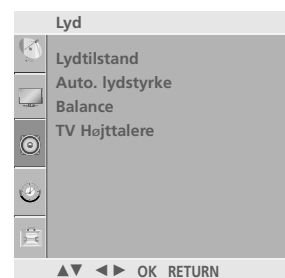 Lyd
Lydtilstand
Auto. lydstyrke
Balance
TV Højttalere
▲▼ ◄► OK RETURN